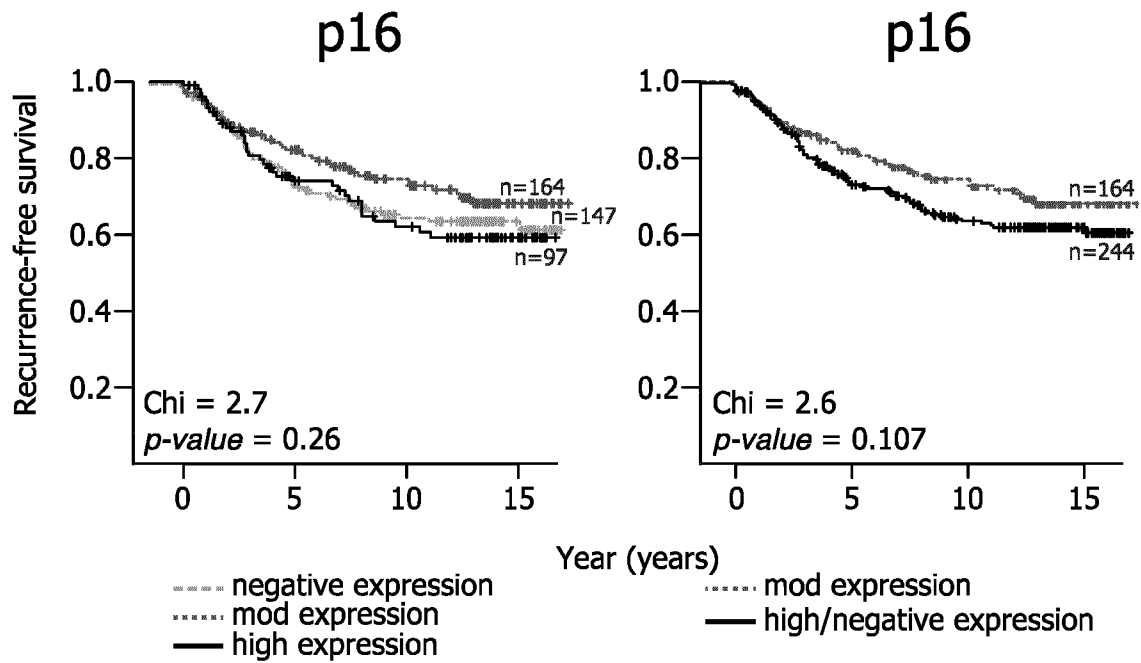 p16
p16
Recurrence-free survival
1.0
0.8
0.6
0.4
0.2
n=164
n=147
n=97
Chi = 2.7
p-value = 0.26
0
5
10
15
1.0
0.8
0.6
0.4
0.2
n=164
n=244
Chi = 2.6
p-value = 0.107
0
5
10
15
Year (years)
negative expression
mod expression
high expression
mod expression
high/negative expression